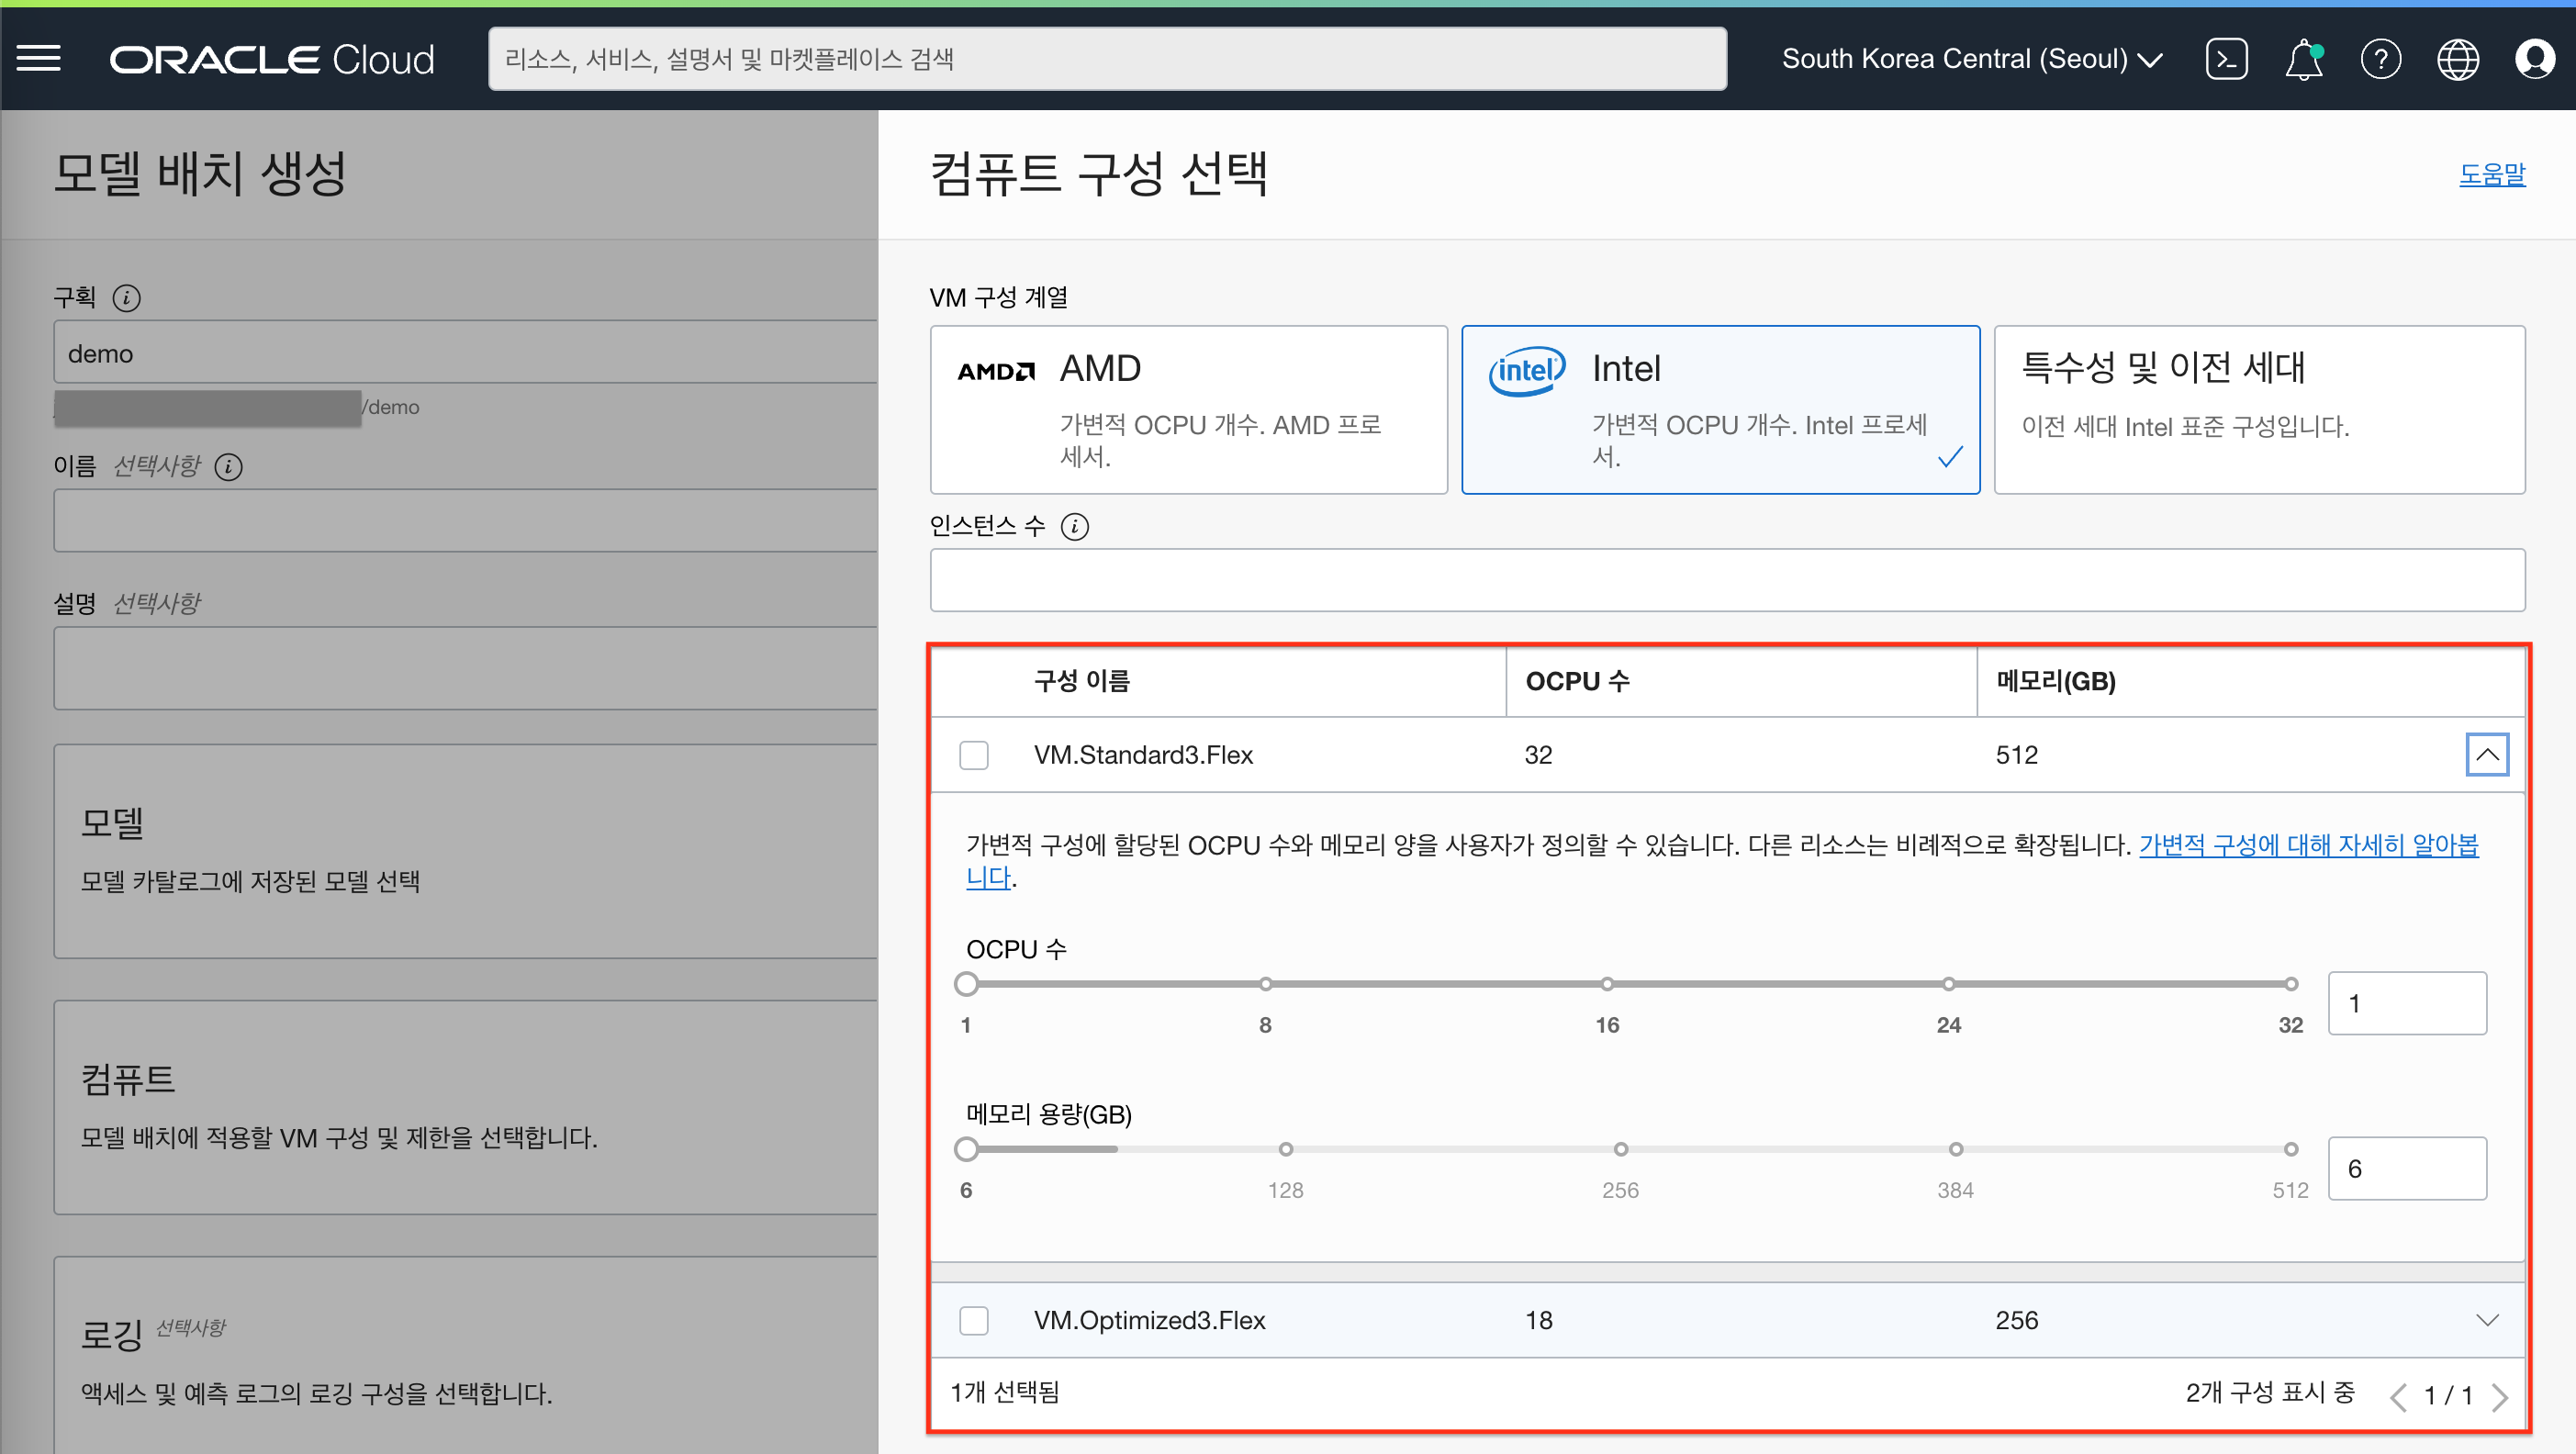 ORACLE Cloud
리소스, 서비스, 설명서 및 마켓플레이스 검색
South Korea Central (Seoul)
모델 배치 생성
구획
demo
/demo
이름 선택사항
설명 선택사항
모델
모델 카탈로그에 저장된 모델 선택
컴퓨트
모델 배치에 적용할 VM 구성 및 제한을 선택합니다.
로깅 선택사항
액세스 및 예측 로그의 로깅 구성을 선택합니다.
컴퓨트 구성 선택
도움말
VM 구성 계열
AMD AMD
가변적 OCPU 개수. AMD 프로
세서.
intel Intel
가변적 OCPU 개수. Intel 프로세
서.
특수성 및 이전 세대
이전 세대 Intel 표준 구성입니다.
인스턴스 수
구성 이름 OCPU 수 메모리(GB)
VM.Standard3.Flex 32 512
가변적 구성에 할당된 OCPU 수와 메모리 양을 사용자가 정의할 수 있습니다. 다른 리소스는 비례적으로 확장됩니다. 가변적 구성에 대해 자세히 알아봅
니다.
OCPU 수
1 8 16 24 32
1
메모리 용량(GB)
6 128 256 384 512
6
VM.Optimized3.Flex 18 256
1개 선택됨
2개 구성 표시 중 1 / 1